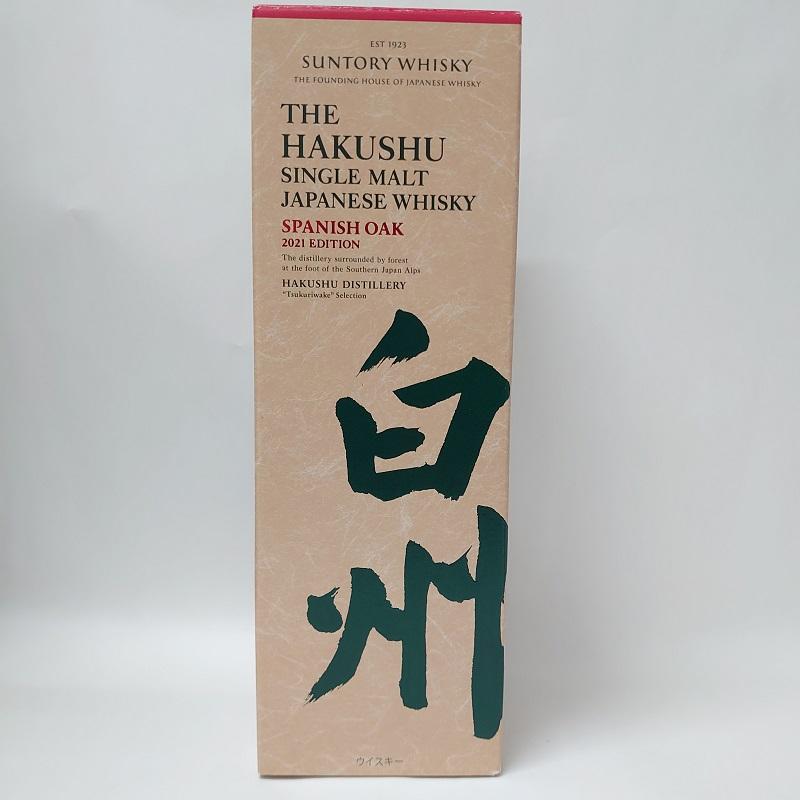 EST 1923
SUNTORY WHISKY
THE FOUNDING HOUSE OF JAPANESE WHISKY
THE
HAKUSHU
SINGLE MALT
JAPANESE WHISKY
SPANISH OAK
2021 EDITION
The distillery surrounded by forest
at the foot of the Southern Japan Alps
HAKUSHU DISTILLERY
"Tsukuriwake" Selection
白
州
ウイスキー